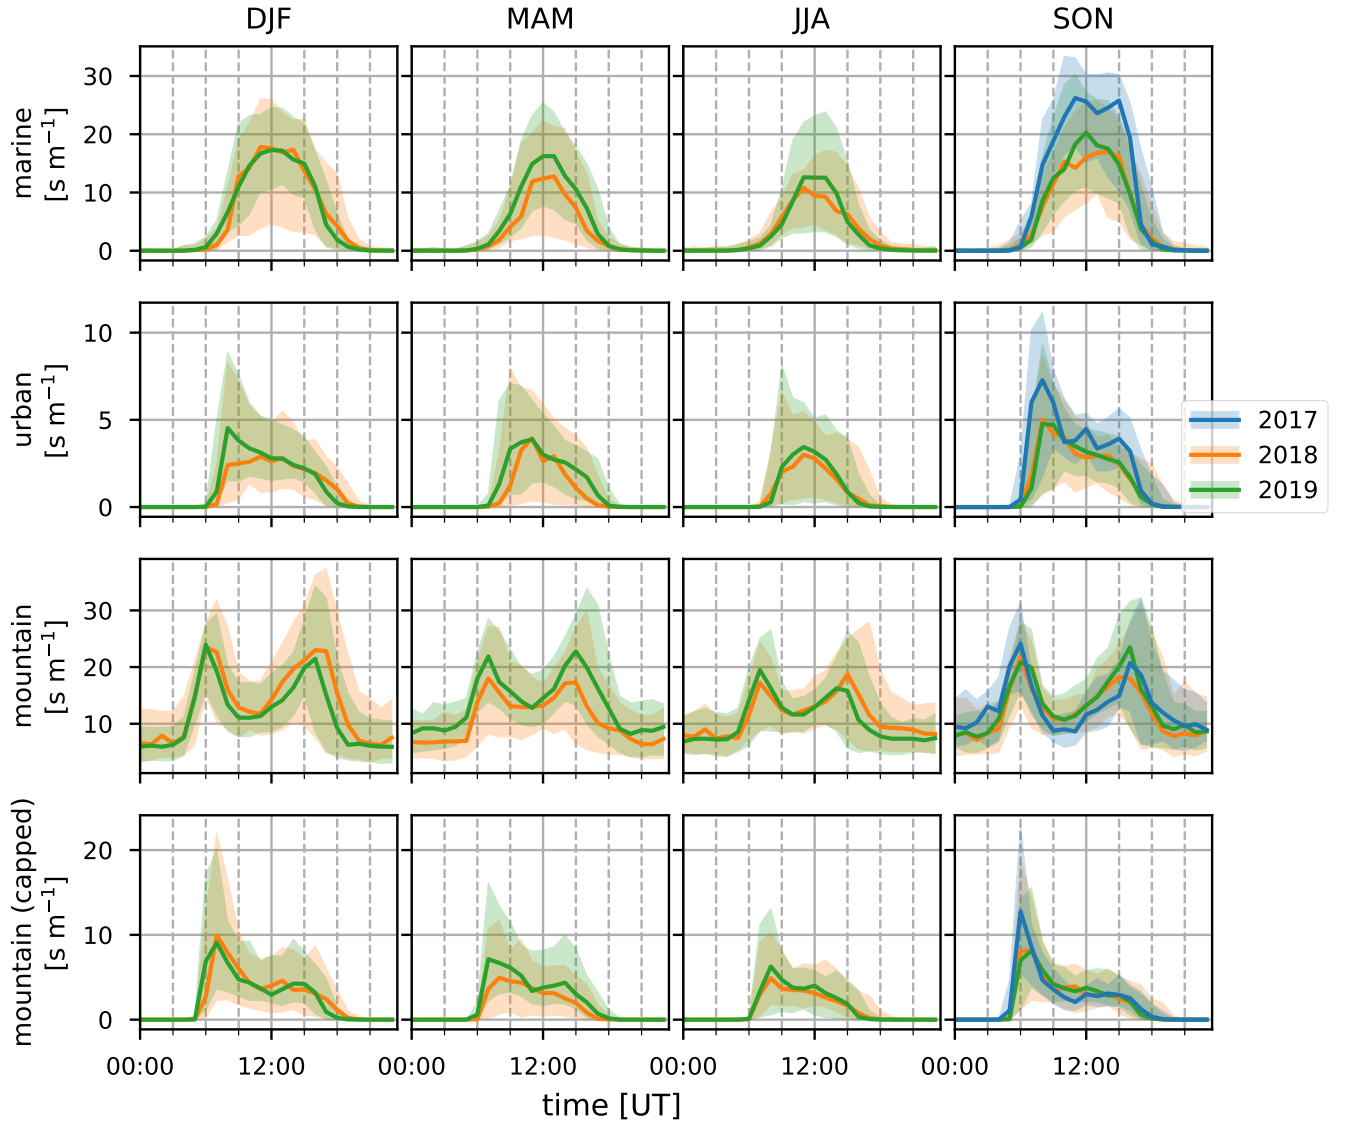 DJF MAM JJA SON
marine
[s m⁻¹]
30
20
10
0
urban
[s m⁻¹]
10
5
0
2017
2018
2019
mountain
[s m⁻¹]
30
20
10
mountain (capped)
[s m⁻¹]
20
10
0
00:00 12:00 00:00 12:00 00:00 12:00 00:00 12:00
time [UT]